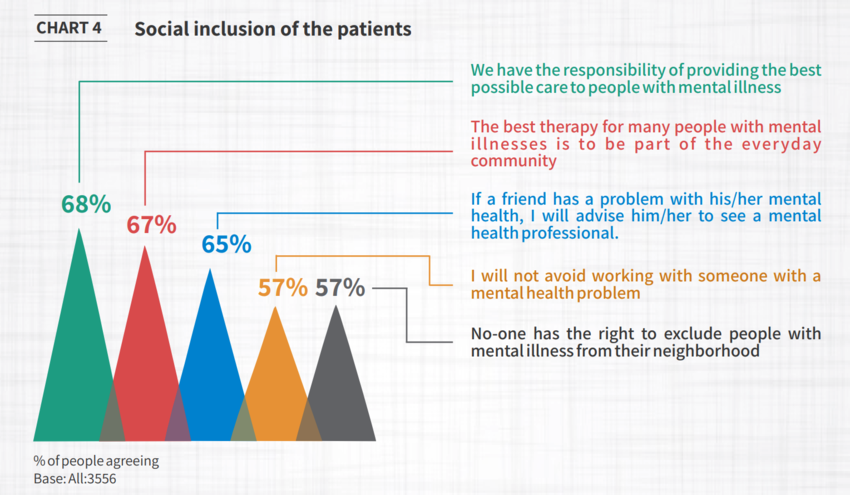 CHART 4
Social inclusion of the patients
We have the responsibility of providing the best
possible care to people with mental illness
The best therapy for many people with mental
illnesses is to be part of the everyday
community
68%
67%
If a friend has a problem with his/her mental
health, I will advise him/her to see a mental
health professional.
65%
I will not avoid working with someone with a
mental health problem
57% 57%
No-one has the right to exclude people with
mental illness from their neighborhood
% of people agreeing
Base: All:3556